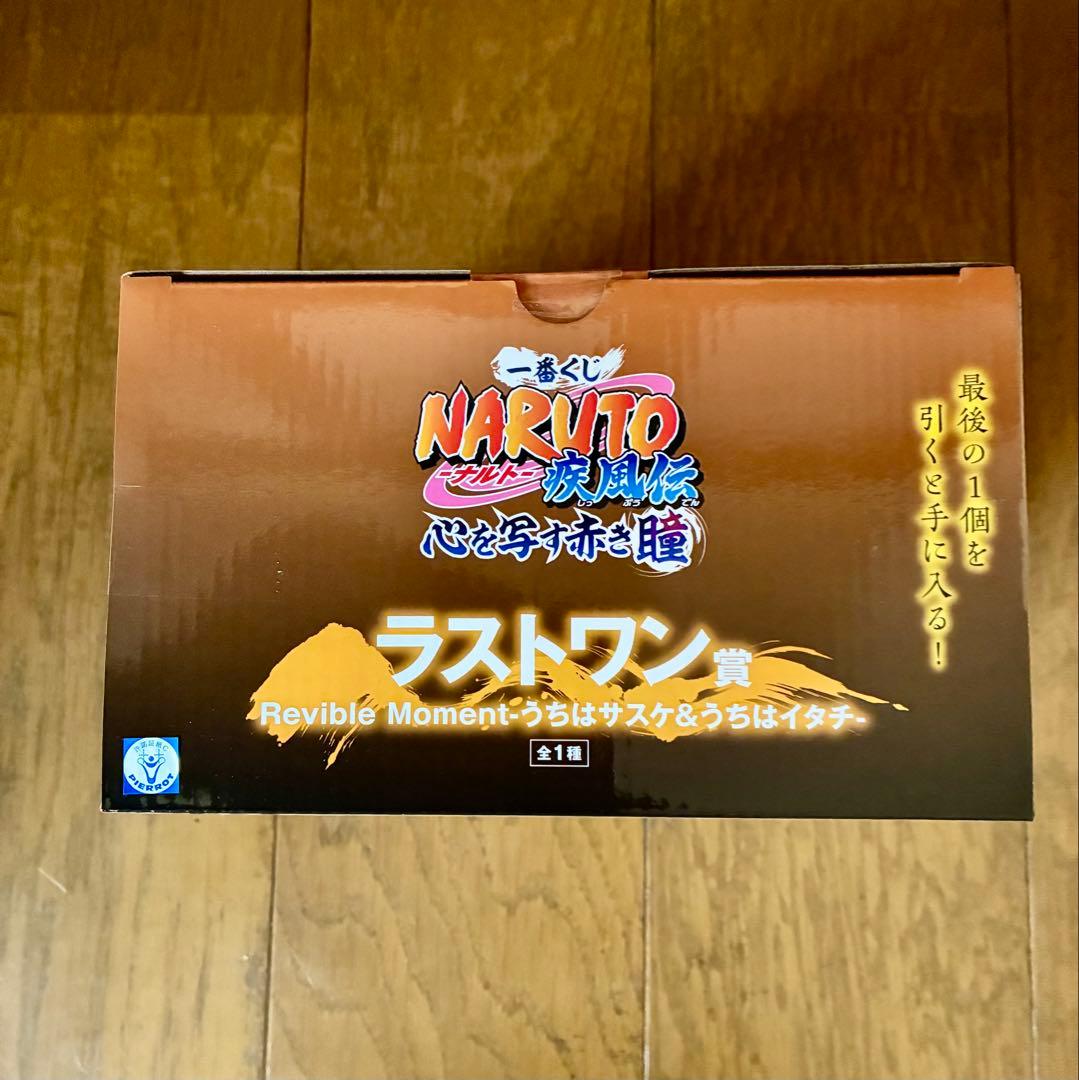 一番くじ
NARUTO
-ナルト-
疾風伝
しっ ぷう でん
心を写す赤き瞳
最後の1個を
引くと手に入る!
ラストワン賞
Revible Moment-うちはサスケ&うちはイタチ-
全1種
PIERROT